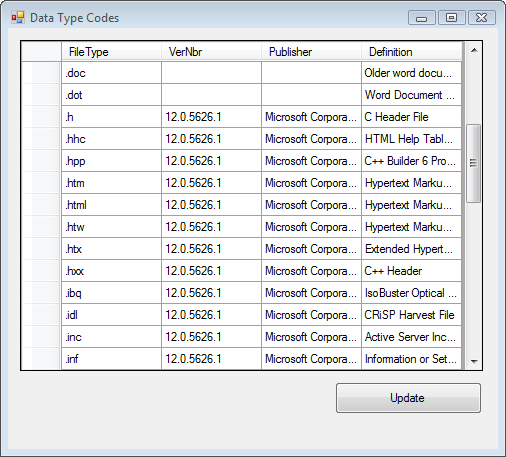 Data Type Codes
FileType VerNbr Publisher Definition
.doc Older word docu...
.dot Word Document ...
.h 12.0.5626.1 Microsoft Corpora... C Header File
.hhc 12.0.5626.1 Microsoft Corpora... HTML Help Tabl...
.hpp 12.0.5626.1 Microsoft Corpora... C++ Builder 6 Pro...
.htm 12.0.5626.1 Microsoft Corpora... Hypertext Marku...
.html 12.0.5626.1 Microsoft Corpora... Hypertext Marku...
.htw 12.0.5626.1 Microsoft Corpora... Hypertext Marku...
.htx 12.0.5626.1 Microsoft Corpora... Extended Hypert...
.hxx 12.0.5626.1 Microsoft Corpora... C++ Header
.ibq 12.0.5626.1 Microsoft Corpora... IsoBuster Optical ...
.idl 12.0.5626.1 Microsoft Corpora... CRiSP Harvest File
.inc 12.0.5626.1 Microsoft Corpora... Active Server Inc...
.inf 12.0.5626.1 Microsoft Corpora... Information or Set...
Update